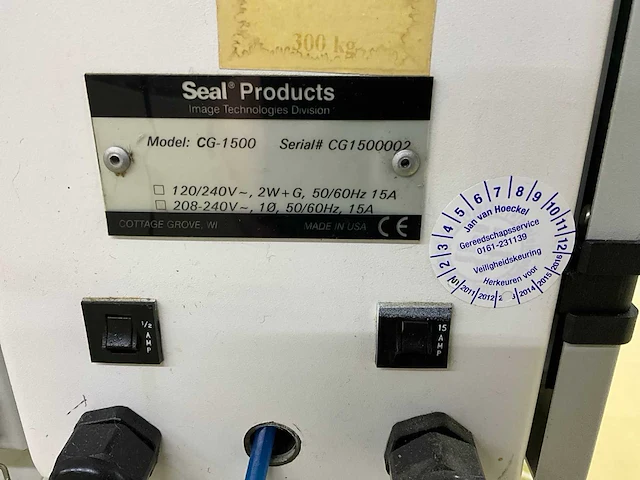 300 kg
Seal® Products
Image Technologies Division
Model: CG-1500 Serial# CG1500002
120/240V~, 2W+G, 50/60Hz 15A
208-240V~, 1Ø, 50/60Hz, 15A
COTTAGE GROVE, WI MADE IN USA CE
1 2 3 4 5 6 7 8 9 10 11 12
Jan van Hoeckel
Gereedschapsservice
0161-231139
Veiligheidskeuring
Herkeuren voor
2011 2012 2014 2015 2016
1/2 AMP
15 AMP